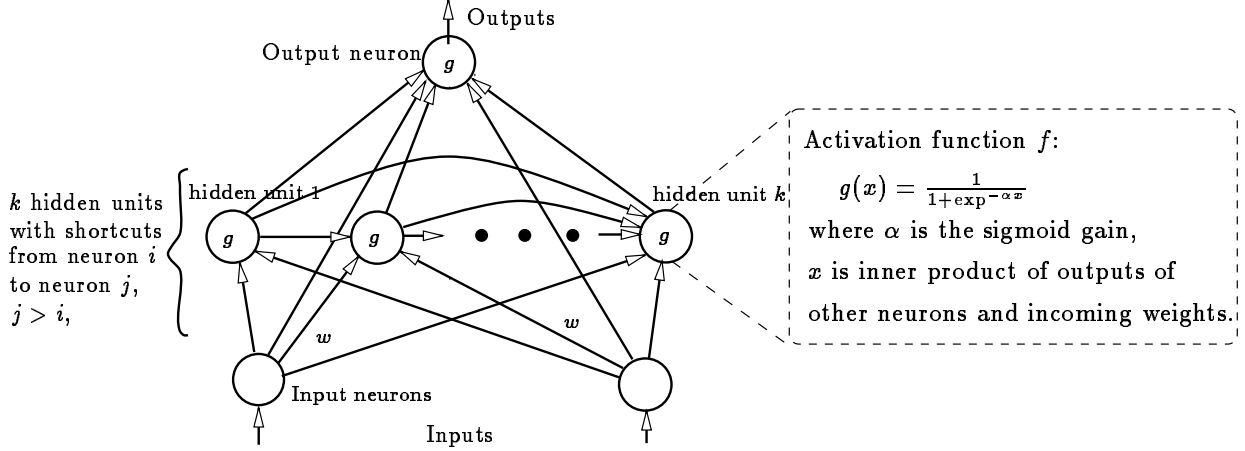 Outputs
Output neuron
g
hidden unit 1
hidden unit k
k hidden units
with shortcuts
from neuron i
to neuron j,
j > i,
g
g
g
w
w
Input neurons
Inputs
Activation function f:
g(x) = 1 / 1+exp^{-αx}
where α is the sigmoid gain,
x is inner product of outputs of
other neurons and incoming weights.